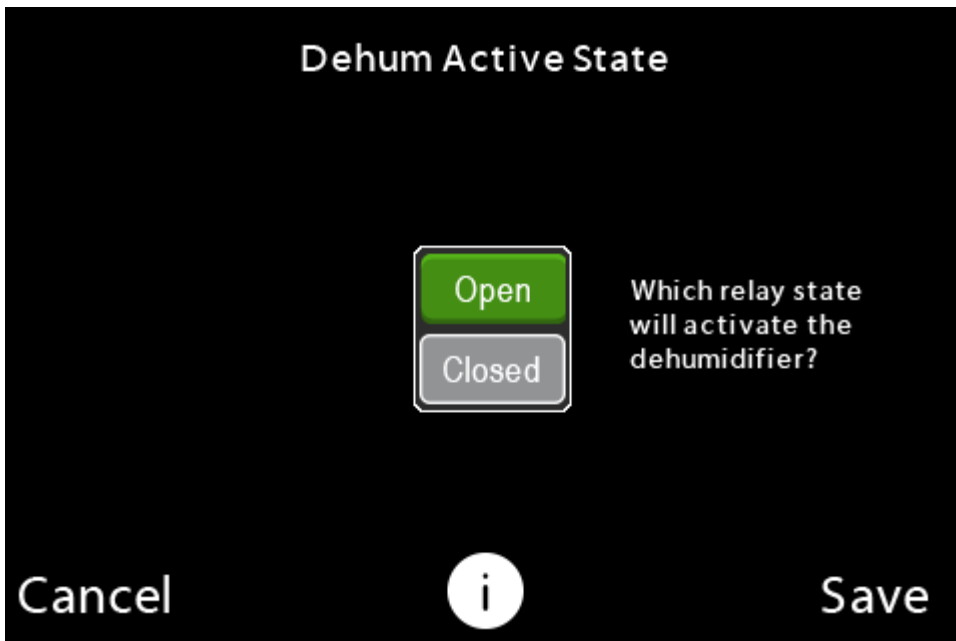 Dehum Active State
Open
Closed
Which relay state
will activate the
dehumidifier?
Cancel
i
Save